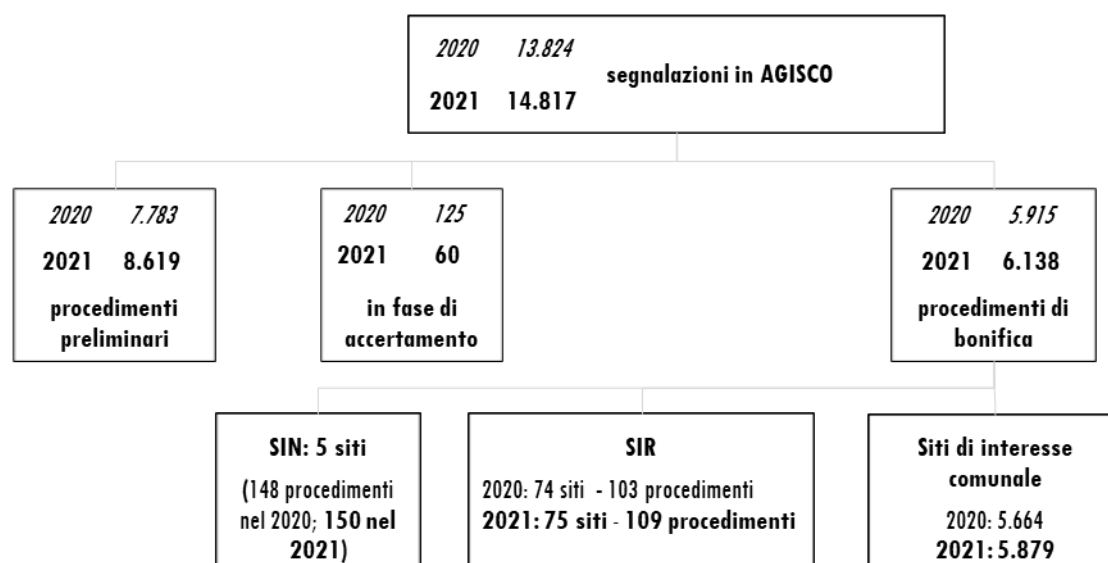 2020 13.824
segnalazioni in AGISCO
2021 14.817
2020 7.783
2021 8.619
procedimenti
preliminari
2020 125
2021 60
in fase di
accertamento
2020 5.915
2021 6.138
procedimenti di
bonifica
SIN: 5 siti
(148 procedimenti
nel 2020; 150 nel
2021)
SIR
2020: 74 siti - 103 procedimenti
2021: 75 siti - 109 procedimenti
Siti di interesse
comunale
2020: 5.664
2021: 5.879